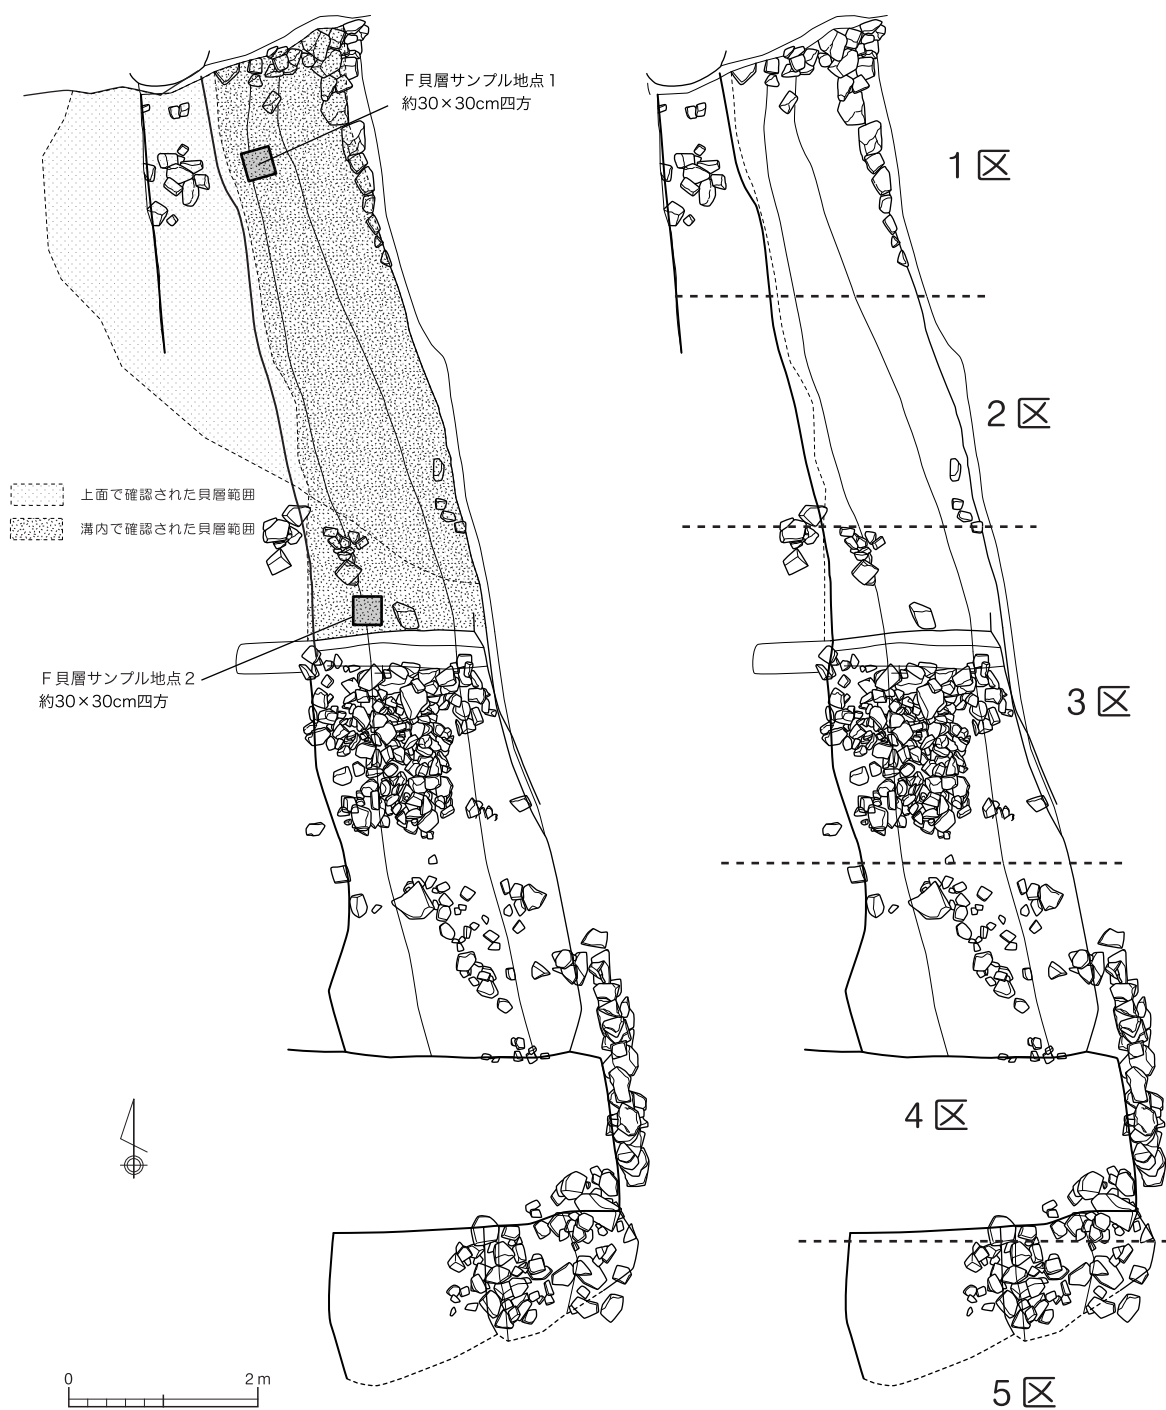 Ｆ貝層サンプル地点１
約30×30cm四方
1区
2区
上面で確認された貝層範囲
溝内で確認された貝層範囲
Ｆ貝層サンプル地点２
約30×30cm四方
3区
4区
0 2m
5区